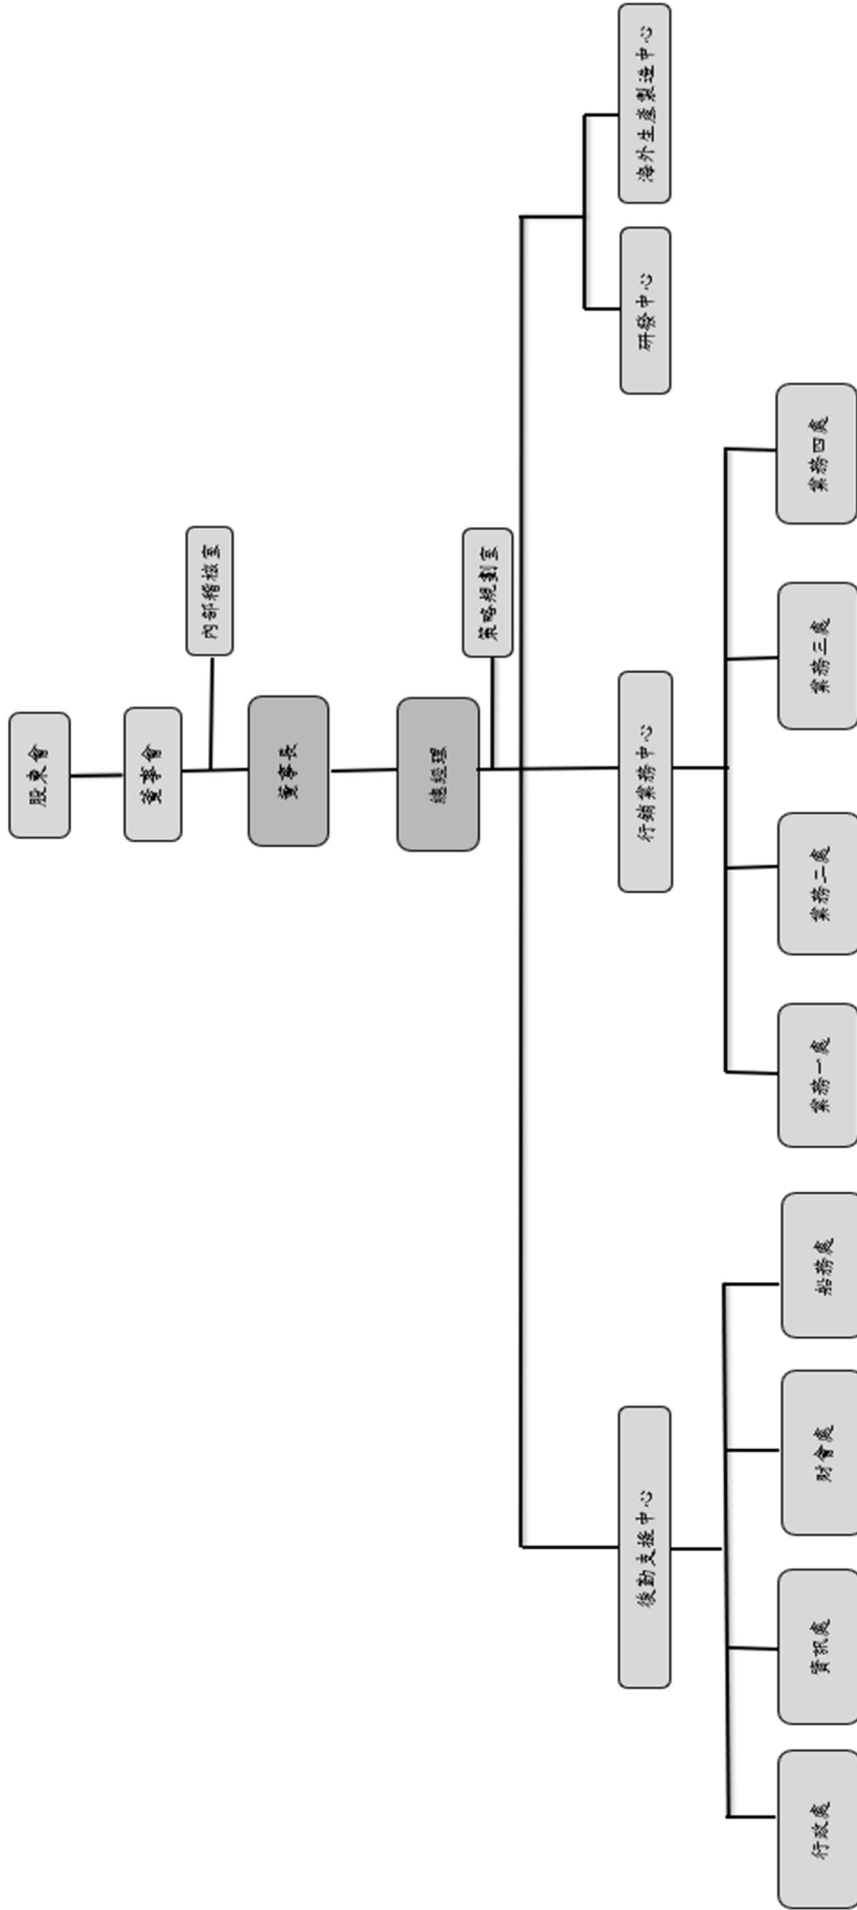 股東會
董事會
內部稽核室
董事長
總經理
策略規劃室
後勤支援中心
行銷業務中心
研發中心
海外生產製造中心
行政處
資訊處
財會處
船務處
業務一處
業務二處
業務三處
業務四處